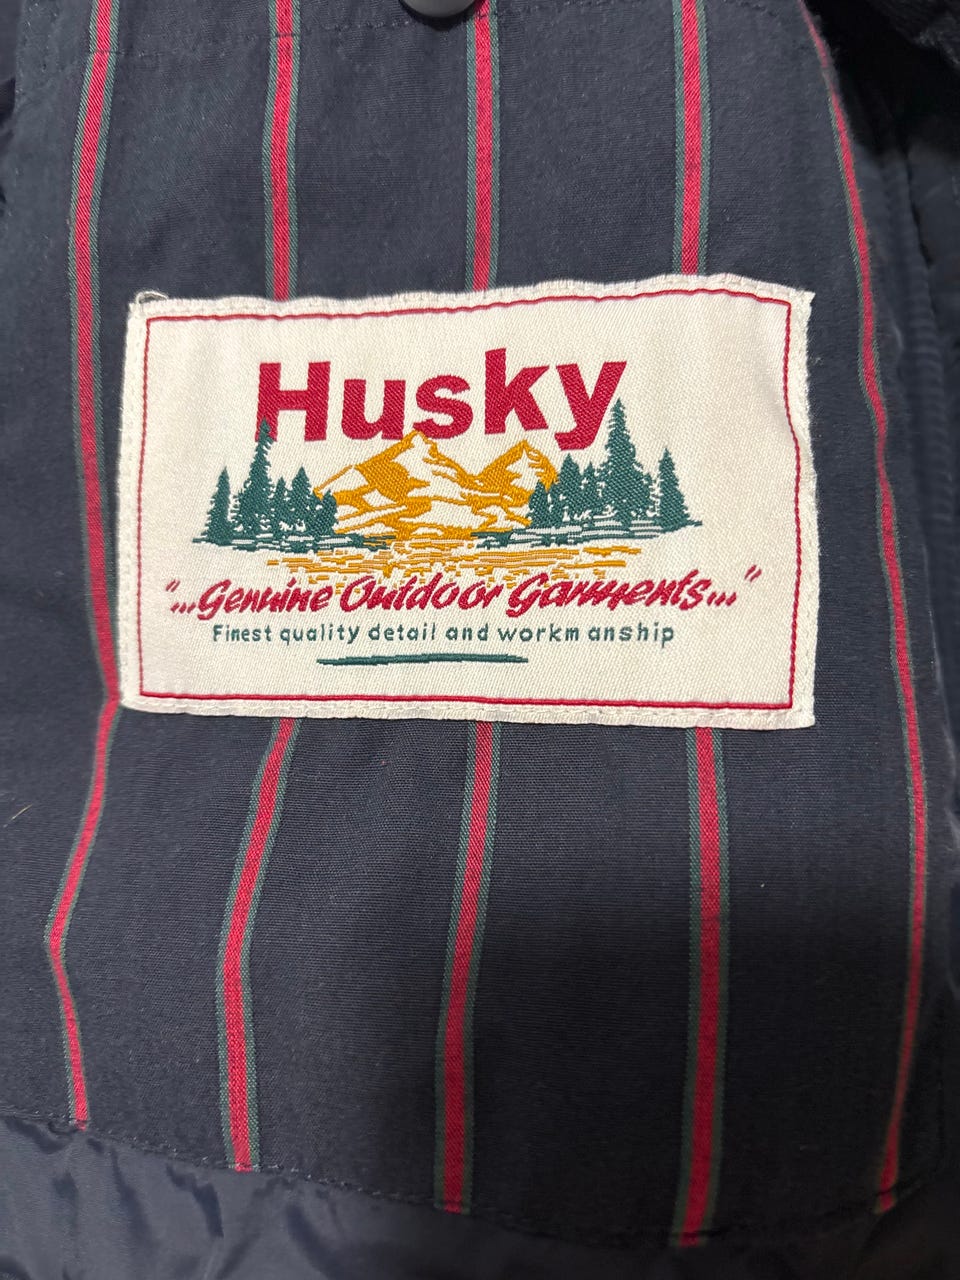 Husky
"...Genuine Outdoor Garments..."
Finest quality detail and workmanship